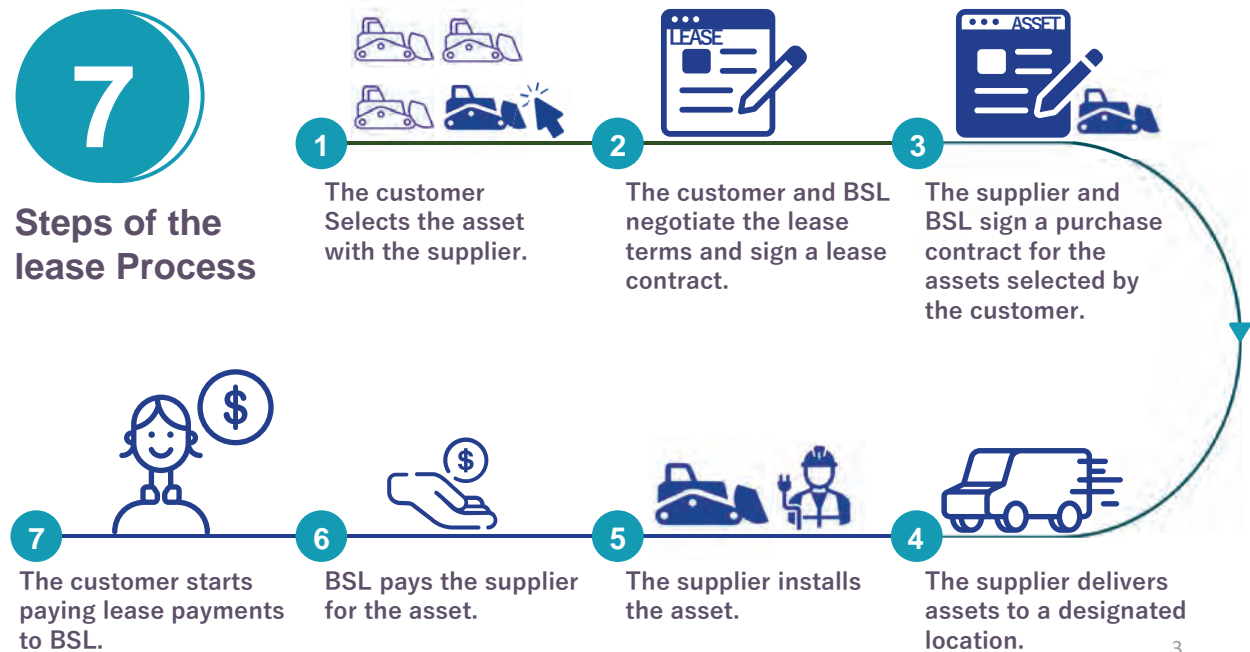 7
Steps of the
lease Process
LEASE
ASSET
1
The customer
Selects the asset
with the supplier.
2
The customer and BSL
negotiate the lease
terms and sign a lease
contract.
3
The supplier and
BSL sign a purchase
contract for the
assets selected by
the customer.
$
$
4
The supplier delivers
assets to a designated
location.
5
The supplier installs
the asset.
6
BSL pays the supplier
for the asset.
7
The customer starts
paying lease payments
to BSL.
3